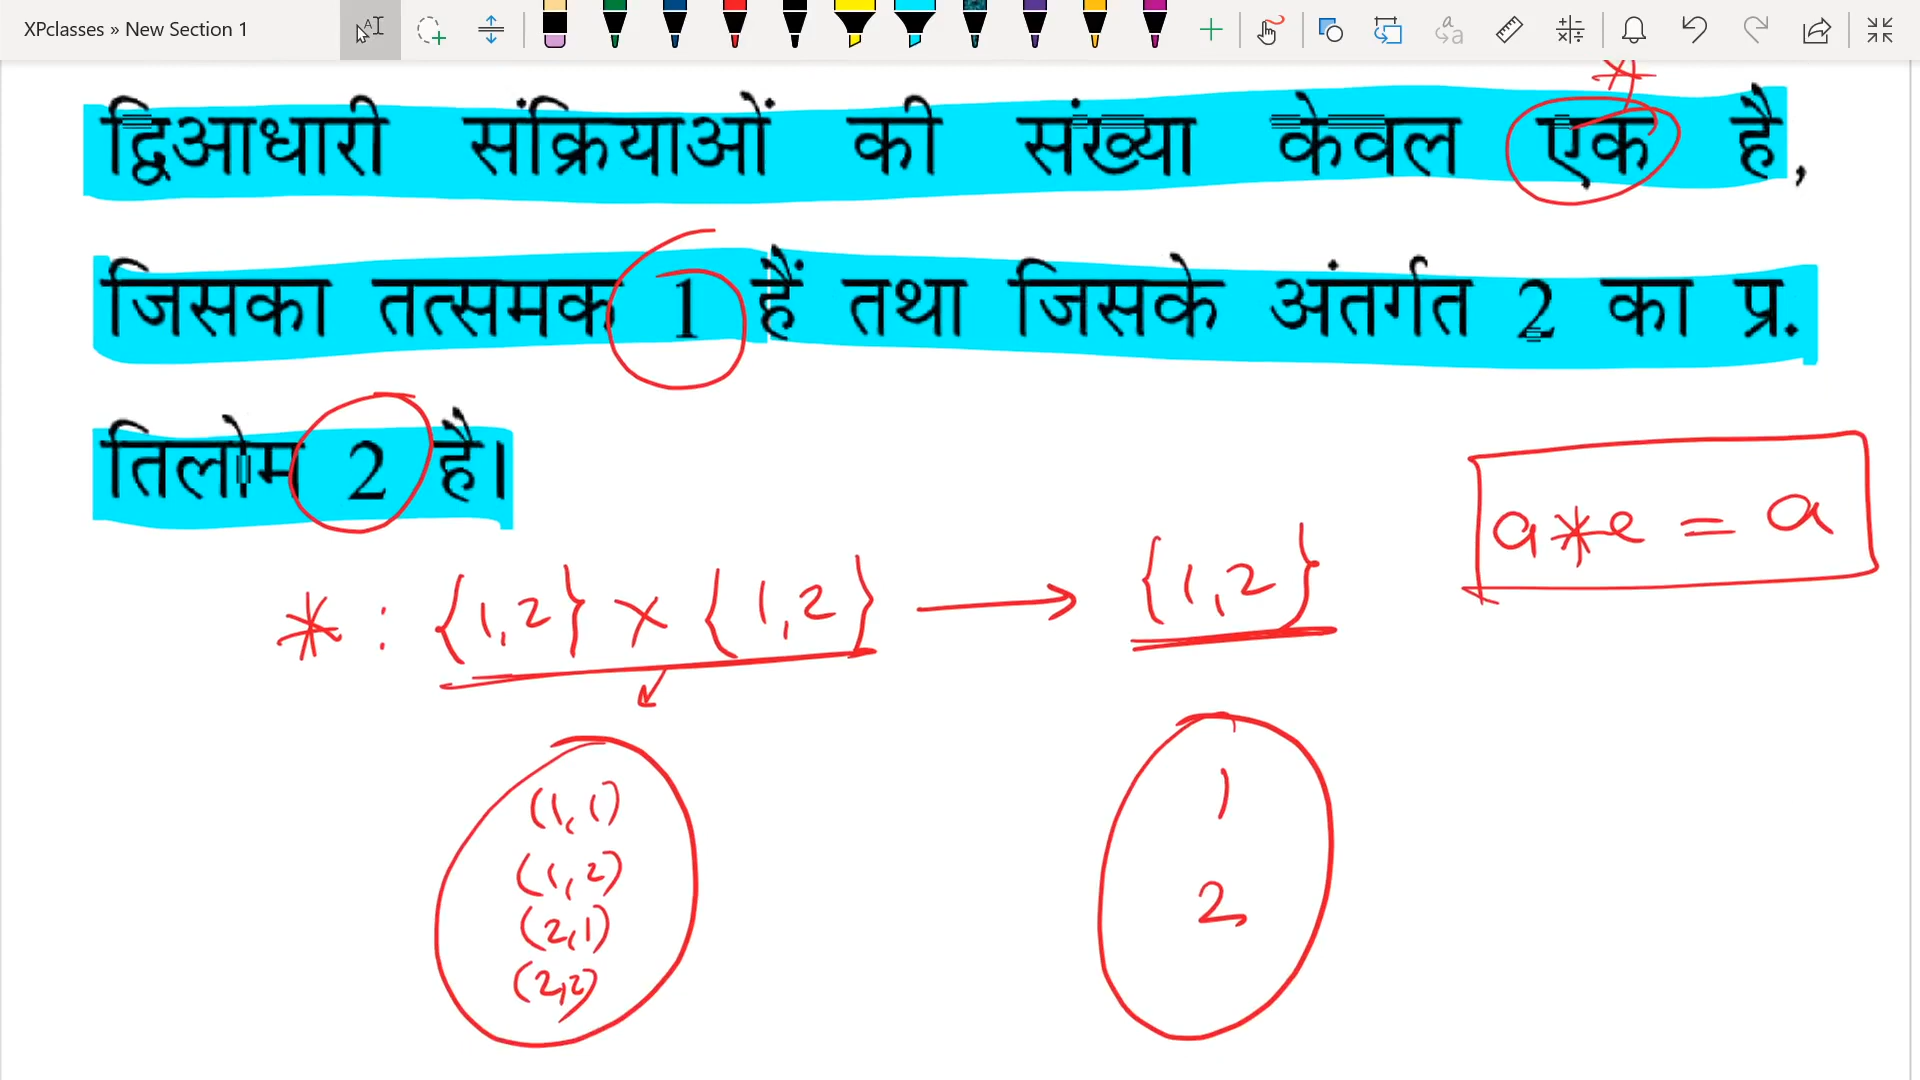 XPclasses » New Section 1
द्विआधारी संक्रियाओं की संख्या केवल एक है,
जिसका तत्समक 1 हैं तथा जिसके अंतर्गत 2 का प्र.
तिलोम 2 है।
a*e = a
* : {1,2} × {1,2} → {1,2}
(1,1)
(1,2)
(2,1)
(2,2)
1
2